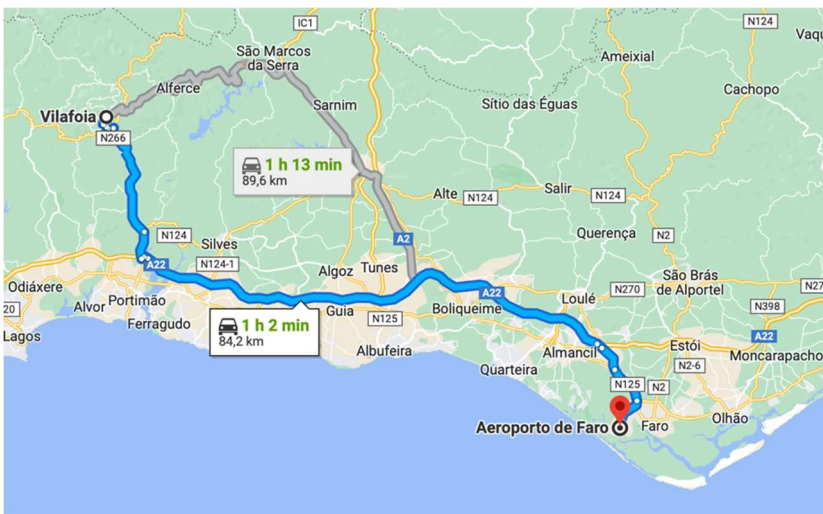 IC1
N124
São Marcos
da Serra
Vaqu
Ameixial
Alferce
Cachopo
Sarnim
Sítio das Éguas
Vilafoia
N266
1 h 13 min
89,6 km
Alte
N124
Salir
N124
N124
A2
Querença
N2
Silves
A22
N124-1
Algoz
Tunes
São Brás
de Alportel
N27
Odiáxere
N270
A22
Loulé
20
Alvor
Portimão
Guia
Boliqueime
N398
Ferragudo
1 h 2 min
84,2 km
N125
Lagos
A22
Albufeira
Almancil
Estói
Moncarapacho
Quarteira
N2-6
N125
N2
Olhão
Aeroporto de Faro
Faro